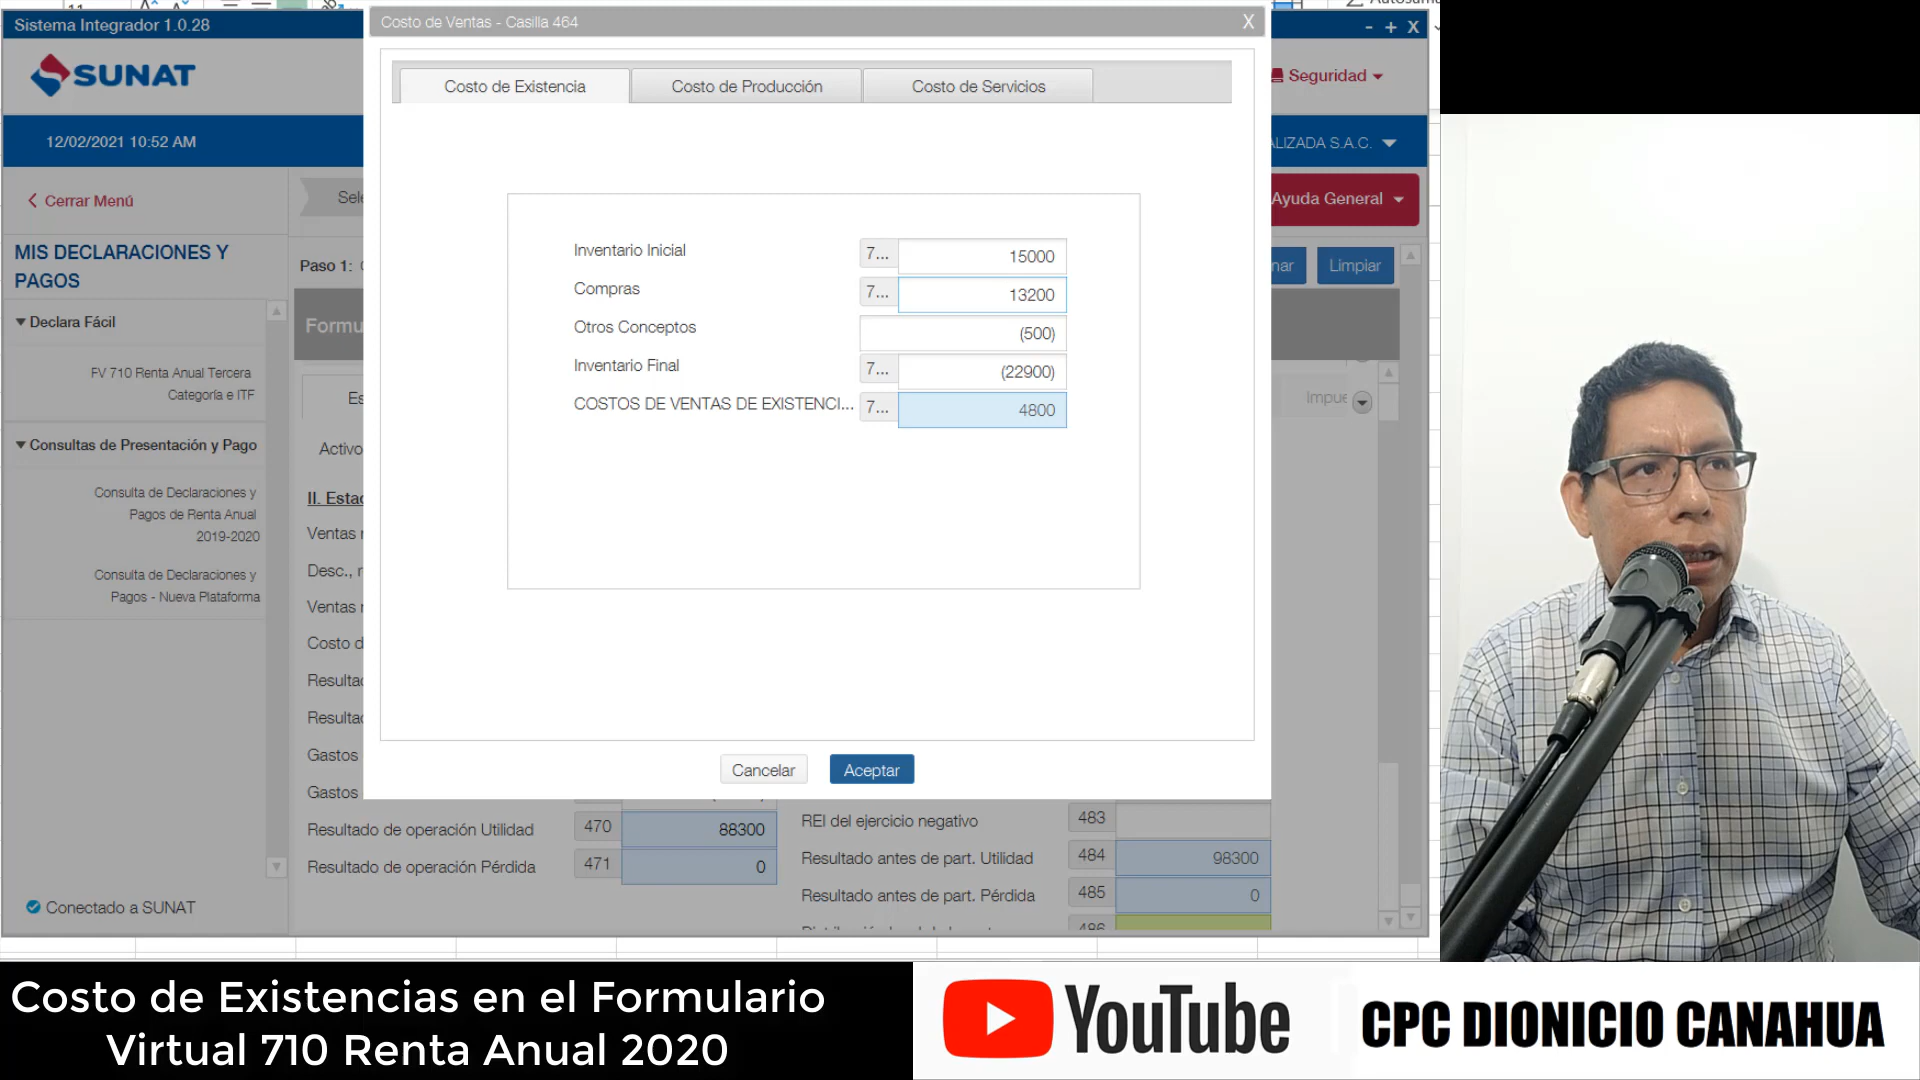 Sistema Integrador 1.0.28
SUNAT
12/02/2021 10:52 AM
Cerrar Menú
MIS DECLARACIONES Y
PAGOS
Declara Fácil
FV 710 Renta Anual Tercera
Categoría e ITF
Consultas de Presentación y Pago
Consulta de Declaraciones y
Pagos de Renta Anual
2019-2020
Consulta de Declaraciones y
Pagos - Nueva Plataforma
Conectado a SUNAT
Paso 1:
Activo
Costo de Ventas - Casilla 464
X
Costo de Existencia
Costo de Producción
Costo de Servicios
Inventario Inicial 7... 15000
Compras 7... 13200
Otros Conceptos (500)
Inventario Final 7... (22900)
COSTOS DE VENTAS DE EXISTENCI... 7... 4800
Cancelar
Aceptar
- + X
Seguridad
LIZADA S.A.C.
Ayuda General
Limpiar
Ventas
Gastos
Gastos
Resultado de operación Utilidad 470 88300
Resultado de operación Pérdida 471 0
REI del ejercicio negativo 483
Resultado antes de part. Utilidad 484 98300
Resultado antes de part. Pérdida 485 0
Costo de Existencias en el Formulario
Virtual 710 Renta Anual 2020
YouTube
CPC DIONICIO CANAHUA